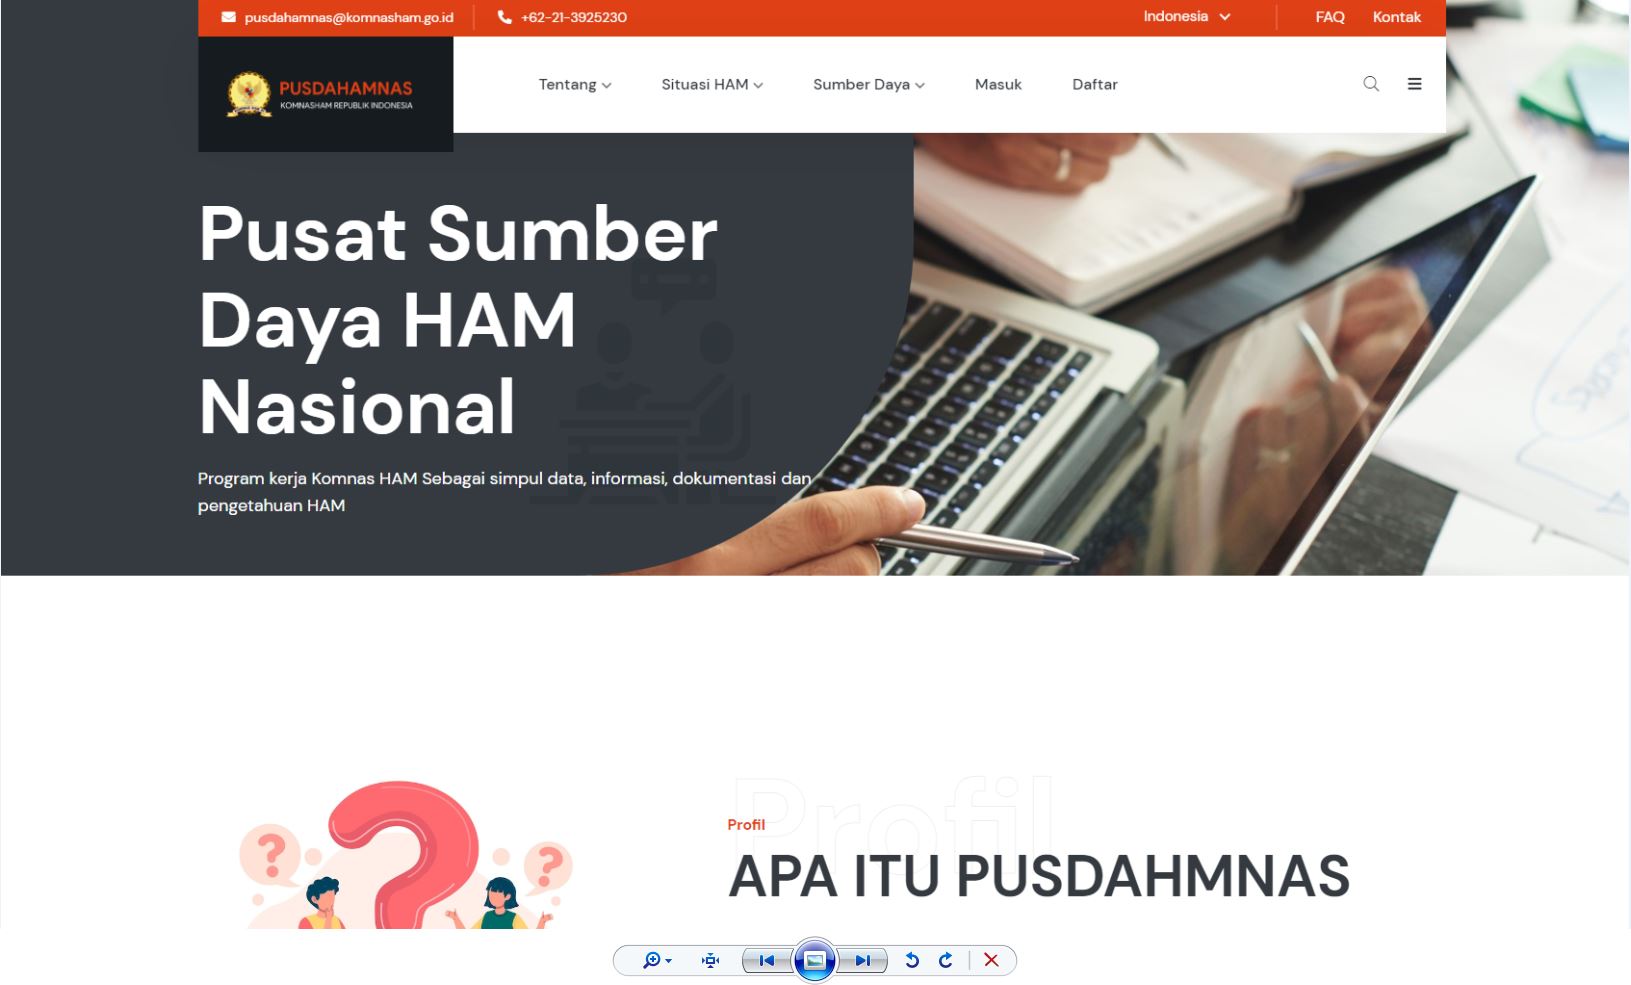 pusdahamnas@komnasham.go.id
+62-21-3925230
Indonesia
FAQ
Kontak
PUSDAHAMNAS
KOMNASHAM REPUBLIK INDONESIA
Tentang
Situasi HAM
Sumber Daya
Masuk
Daftar
Pusat Sumber
Daya HAM
Nasional
Program kerja Komnas HAM Sebagai simpul data, informasi, dokumentasi dan
pengetahuan HAM
Profil
Profil
APA ITU PUSDAHMNAS